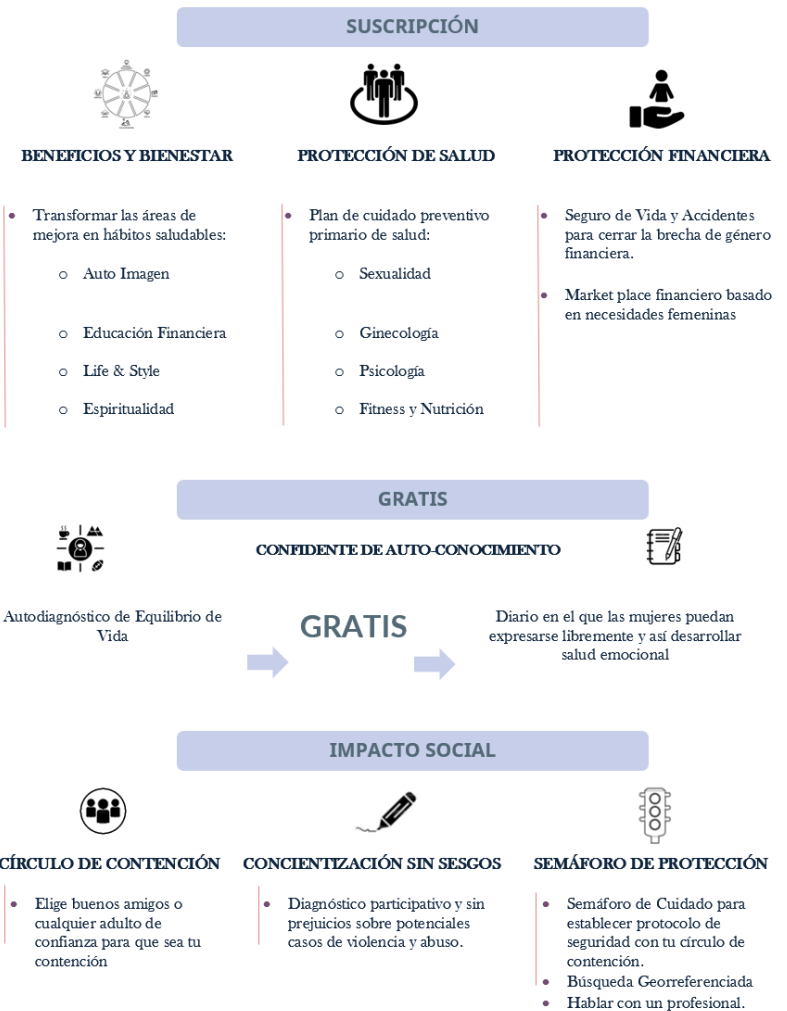 SUSCRIPCIÓN
BENEFICIOS Y BIENESTAR
Transformar las áreas de
mejora en hábitos saludables:
Auto Imagen
Educación Financiera
Life & Style
Espiritualidad
PROTECCIÓN DE SALUD
Plan de cuidado preventivo
primario de salud:
Sexualidad
Ginecología
Psicología
Fitness y Nutrición
PROTECCIÓN FINANCIERA
Seguro de Vida y Accidentes
para cerrar la brecha de género
financiera.
Market place financiero basado
en necesidades femeninas
GRATIS
CONFIDENTE DE AUTO-CONOCIMIENTO
Autodiagnóstico de Equilibrio de
Vida
GRATIS
Diario en el que las mujeres puedan
expresarse libremente y así desarrollar
salud emocional
IMPACTO SOCIAL
CÍRCULO DE CONTENCIÓN
Elige buenos amigos o
cualquier adulto de
confianza para que sea tu
contención
CONCIENTIZACIÓN SIN SESGOS
Diagnóstico participativo y sin
prejuicios sobre potenciales
casos de violencia y abuso.
SEMÁFORO DE PROTECCIÓN
Semáforo de Cuidado para
establecer protocolo de
seguridad con tu círculo de
contención.
Búsqueda Georreferenciada
Hablar con un profesional.